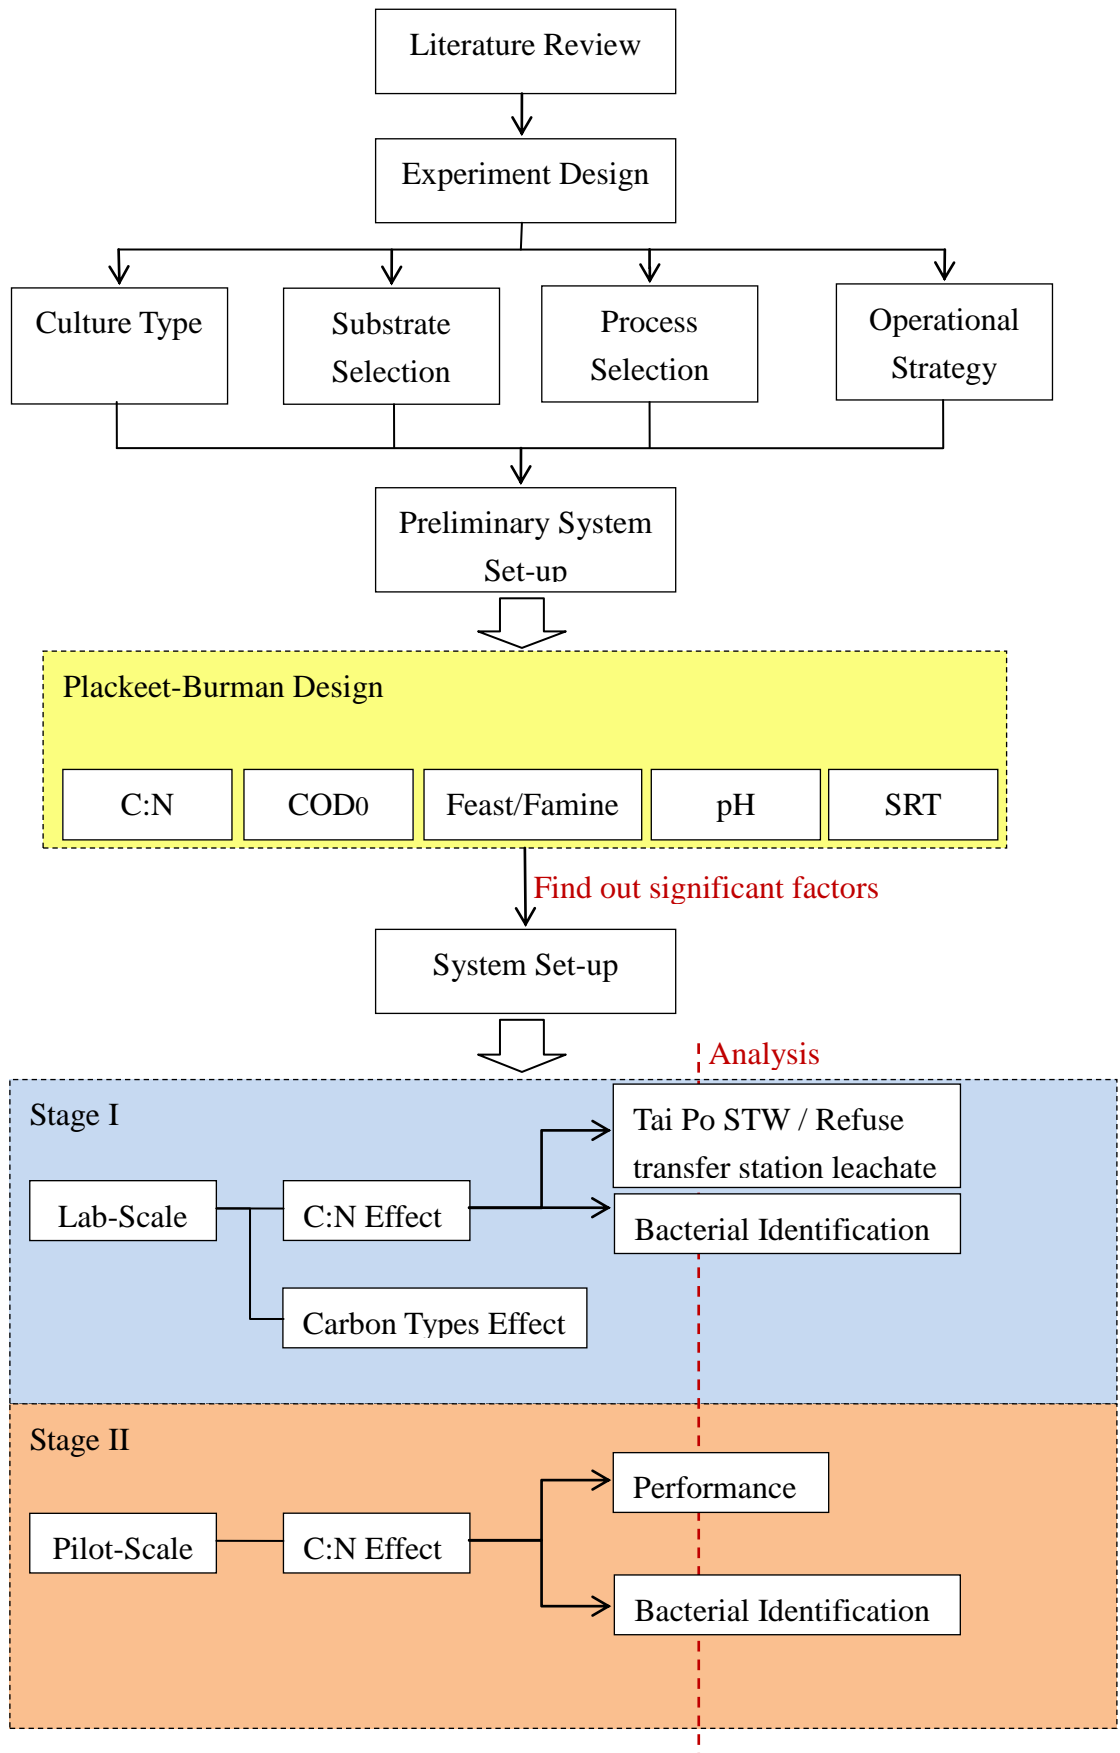 Literature Review
Experiment Design
Culture Type
Substrate
Selection
Process
Selection
Operational
Strategy
Preliminary System
Set-up
Plackeet-Burman Design
C:N
COD0
Feast/Famine
pH
SRT
Find out significant factors
System Set-up
Analysis
Stage I
Tai Po STW / Refuse
transfer station leachate
Lab-Scale
C:N Effect
Bacterial Identification
Carbon Types Effect
Stage II
Performance
Pilot-Scale
C:N Effect
Bacterial Identification